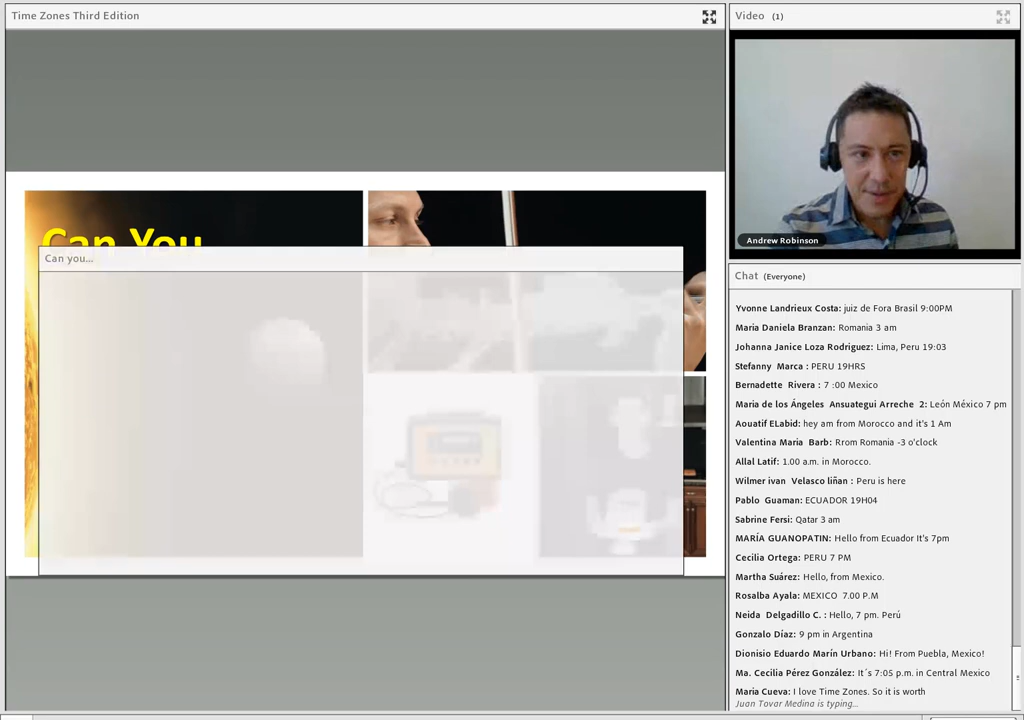 Time Zones Third Edition
Can You
Can you...
Video (1)
Andrew Robinson
Chat (Everyone)
Yvonne Landrieux Costa: juiz de Fora Brasil 9:00PM
Maria Daniela Branzan: Romania 3 am
Johanna Janice Loza Rodriguez: Lima, Peru 19:03
Stefanny Marca : PERU 19HRS
Bernadette Rivera : 7 :00 Mexico
Maria de los Ángeles Ansuategui Arreche 2: León México 7 pm
Aouatif ELabid: hey am from Morocco and it's 1 Am
Valentina Maria Barb: Rrom Romania -3 o'clock
Allal Latif: 1.00 a.m. in Morocco.
Wilmer ivan Velasco liñan : Peru is here
Pablo Guaman: ECUADOR 19H04
Sabrine Fersi: Qatar 3 am
MARÍA GUANOPATIN: Hello from Ecuador It's 7pm
Cecilia Ortega: PERU 7 PM
Martha Suárez: Hello, from Mexico.
Rosalba Ayala: MEXICO 7.00 P.M
Neida Delgadillo C. : Hello, 7 pm. Perú
Gonzalo Díaz: 9 pm in Argentina
Dionisio Eduardo Marín Urbano: Hi! From Puebla, Mexico!
Ma. Cecilia Pérez González: It´s 7:05 p.m. in Central Mexico
Maria Cueva: I love Time Zones. So it is worth
Juan Tovar Medina is typing...